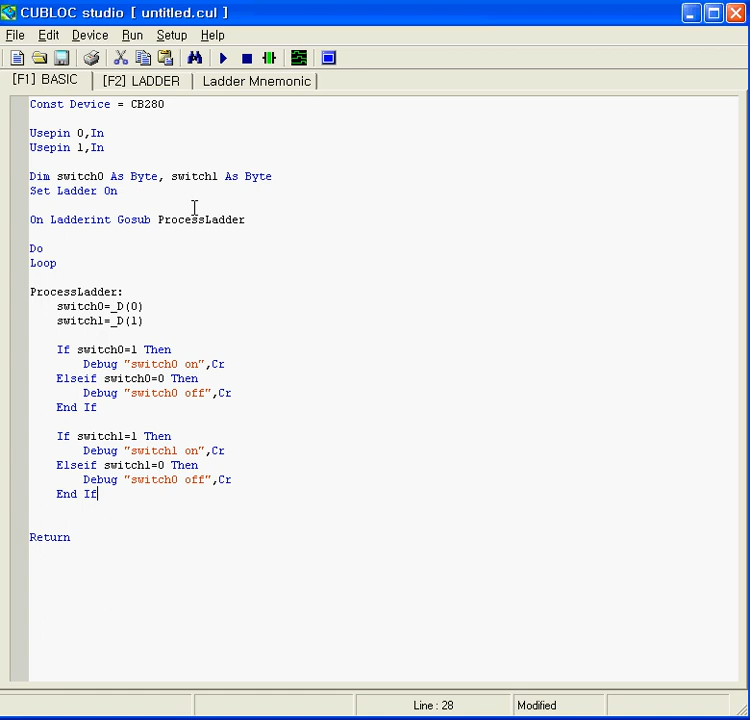 CUBLOC studio [ untitled.cul ]
File Edit Device Run Setup Help
[F1] BASIC [F2] LADDER Ladder Mnemonic
Const Device = CB280
Usepin 0,In
Usepin 1,In
Dim switch0 As Byte, switch1 As Byte
Set Ladder On
On Ladderint Gosub ProcessLadder
Do
Loop
ProcessLadder:
switch0=_D(0)
switch1=_D(1)
If switch0=1 Then
Debug "switch0 on",Cr
Elseif switch0=0 Then
Debug "switch0 off",Cr
End If
If switch1=1 Then
Debug "switch1 on",Cr
Elseif switch1=0 Then
Debug "switch0 off",Cr
End If
Return
Line : 28 Modified